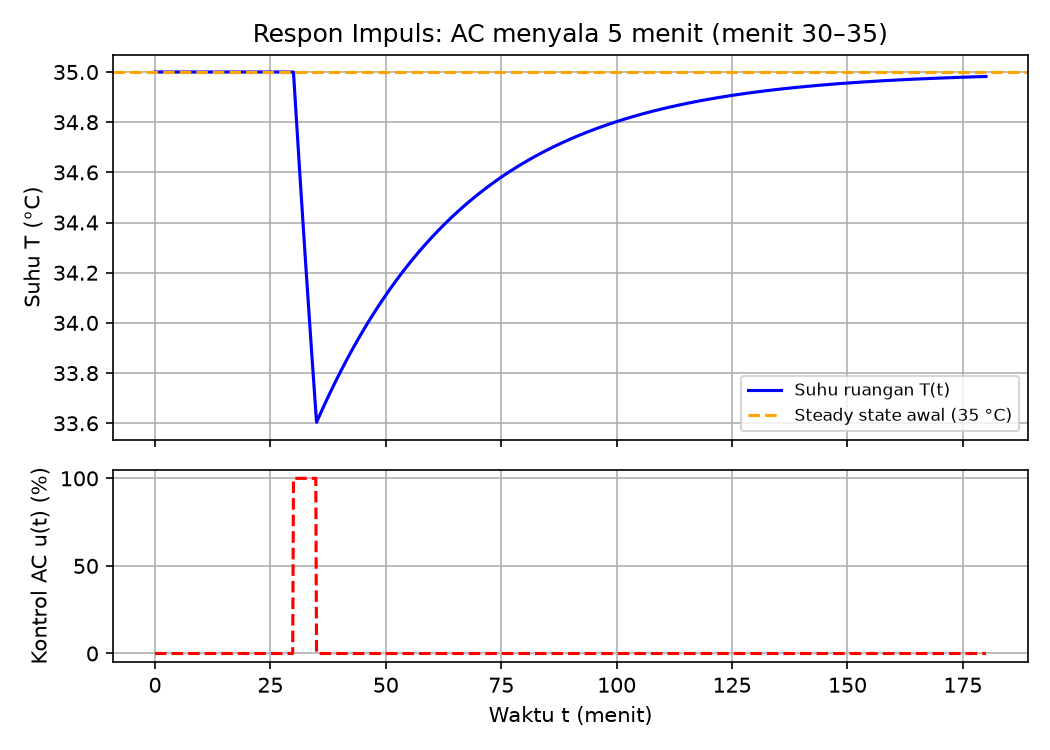 Respon Impuls: AC menyala 5 menit (menit 30–35)
Suhu T (°C)
35.0
34.8
34.6
34.4
34.2
34.0
33.8
33.6
Suhu ruangan T(t)
Steady state awal (35 °C)
Kontrol AC u(t) (%)
100
50
0
0 25 50 75 100 125 150 175
Waktu t (menit)